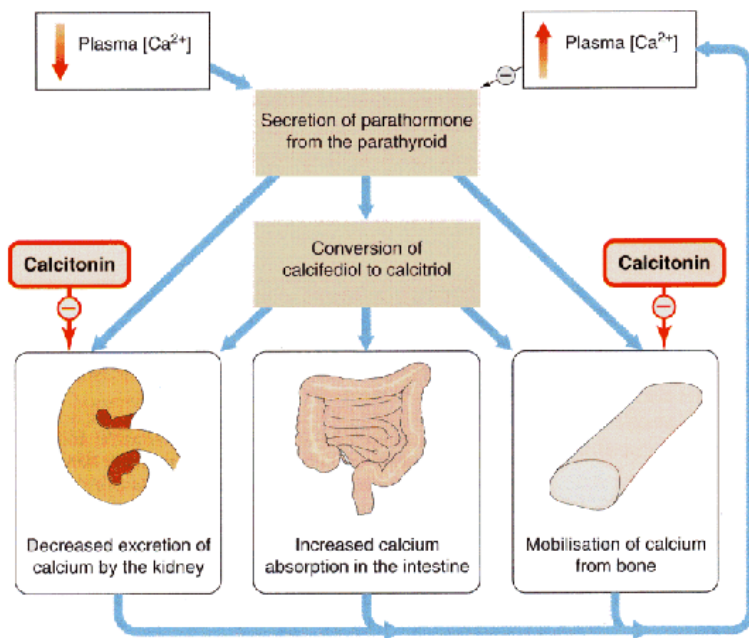 Plasma [Ca²⁺]
Plasma [Ca²⁺]
Secretion of parathormone
from the parathyroid
Conversion of
calcifediol to calcitriol
Calcitonin
Calcitonin
Decreased excretion of
calcium by the kidney
Increased calcium
absorption in the intestine
Mobilisation of calcium
from bone